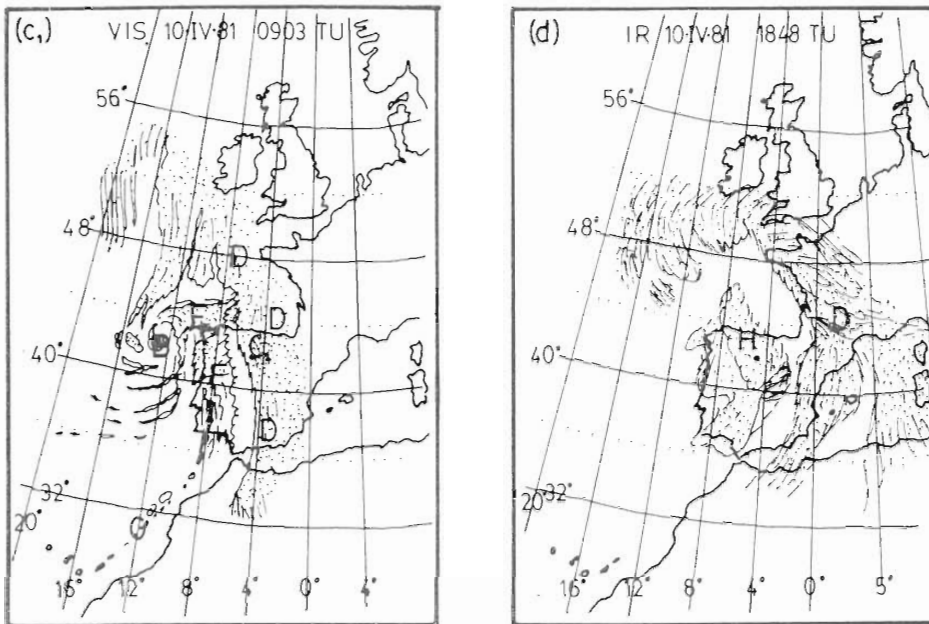 (c₁) VIS 10·IV·81 0903 TU
56°
48°
D
D
F
E
C
40°
F
D
32°
G
20°
16° 12° 8° 4° 0° 4°
(d) IR 10·IV·81 1848 TU
56°
48°
D
H
40°
32°
20°
16° 12° 8° 4° 0° 5°